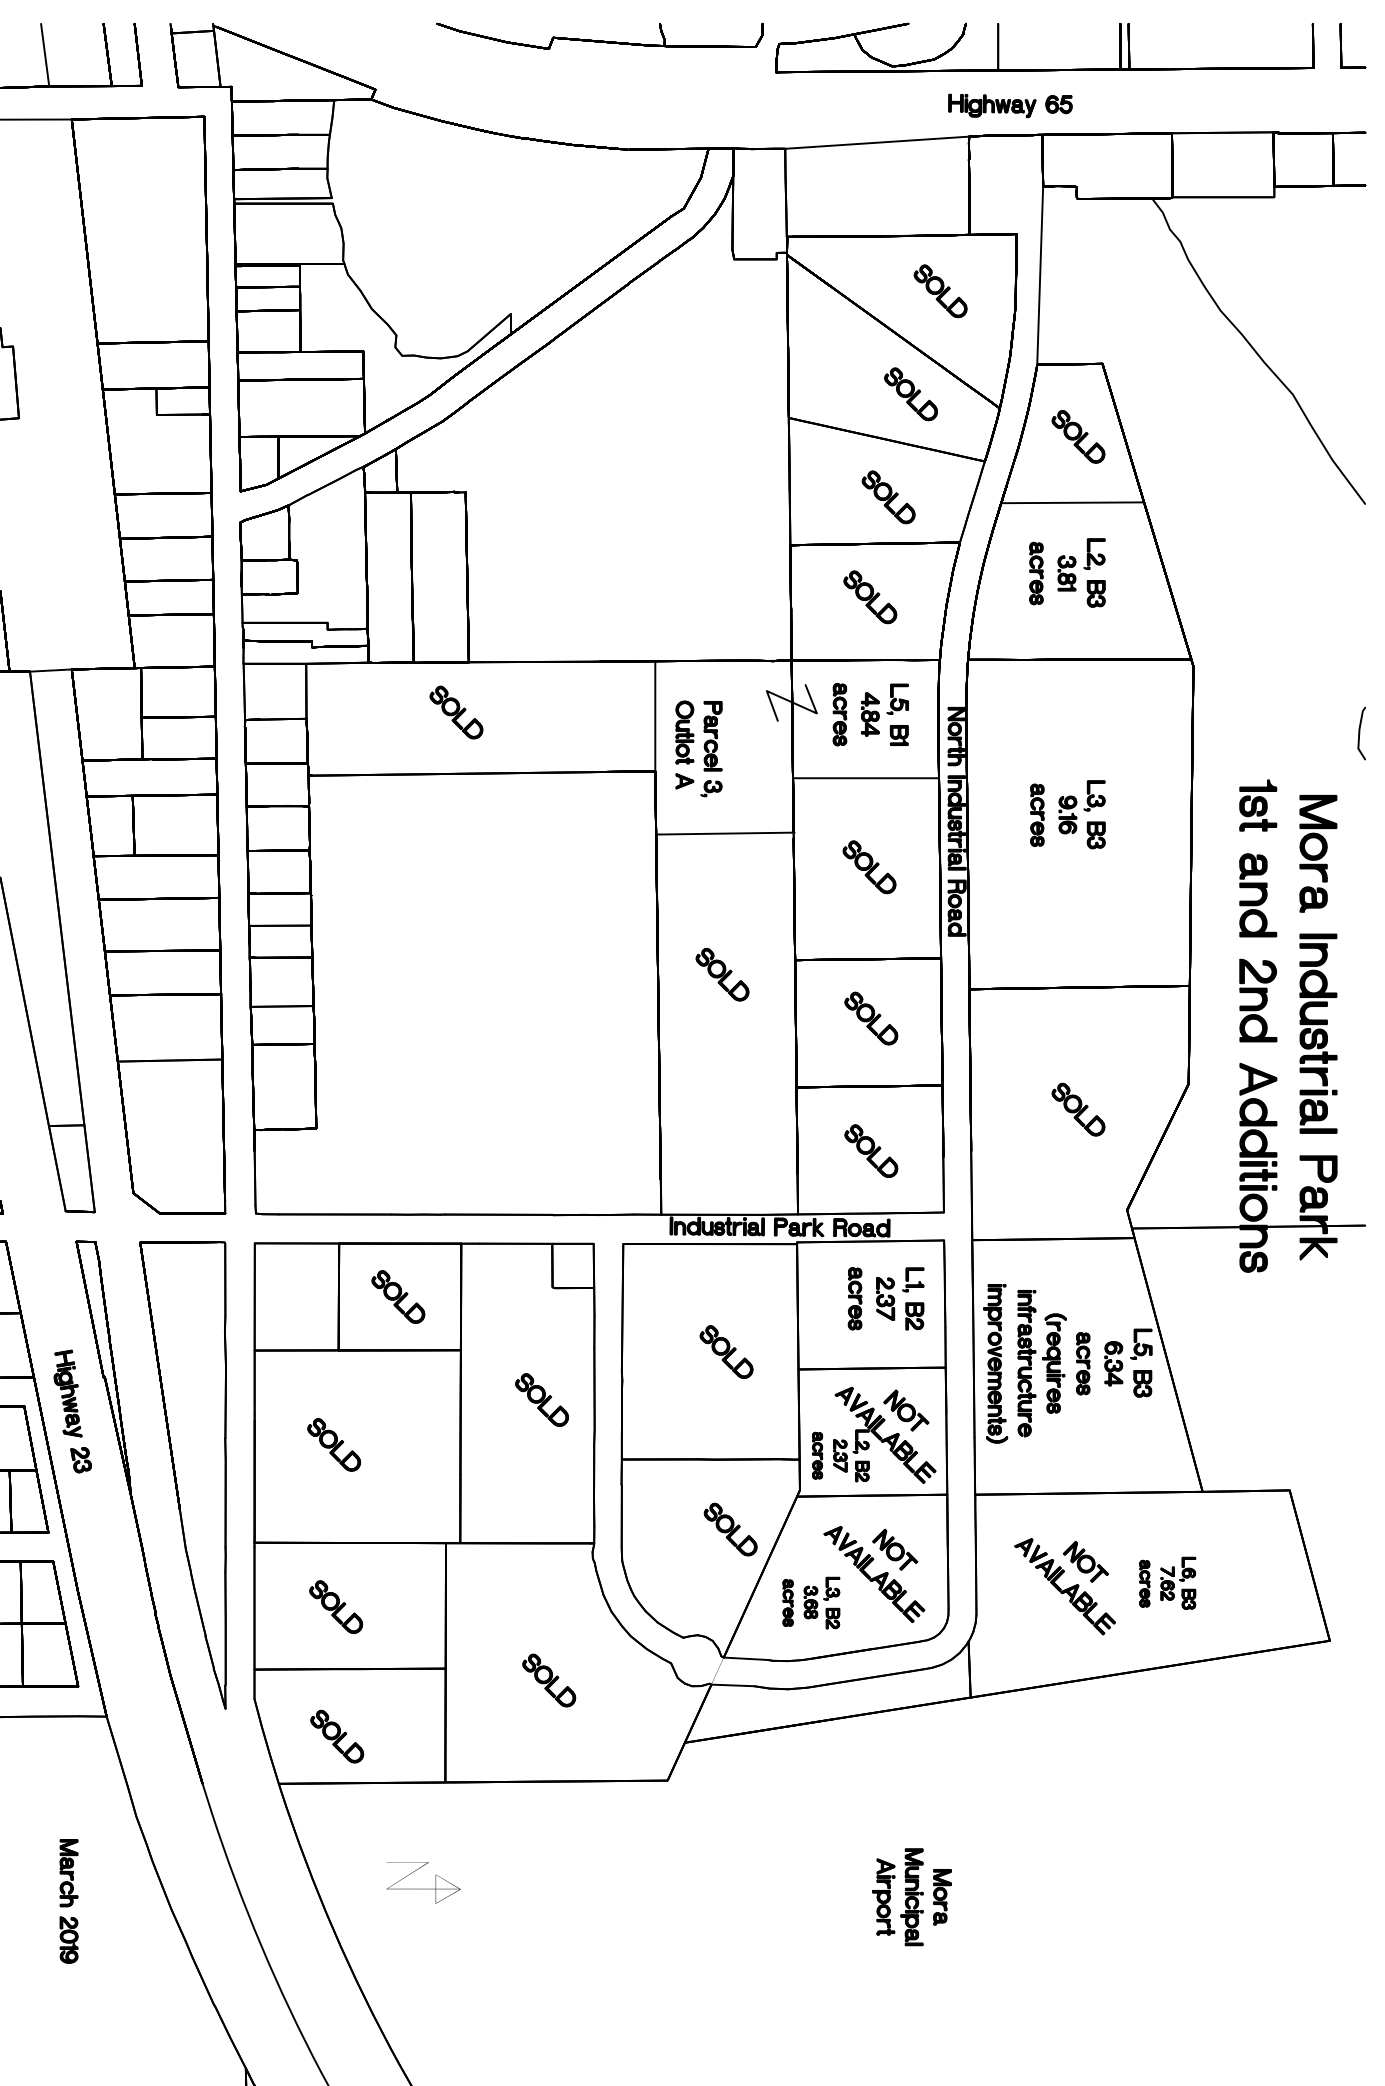 Mora Industrial Park
1st and 2nd Additions
Highway 65
SOLD
SOLD
SOLD
SOLD
SOLD
L2, B3
3.81
acres
L3, B3
9.16
acres
SOLD
L5, B3
6.34
acres
(requires
infrastructure
improvements)
L6, B3
7.62
acres
NOT
AVAILABLE
North Industrial Road
L5, B1
4.84
acres
SOLD
SOLD
SOLD
L1, B2
2.37
acres
NOT
AVAILABLE
L2, B2
2.37
acres
NOT
AVAILABLE
L3, B2
3.68
acres
Parcel 3,
Outlot A
SOLD
Industrial Park Road
SOLD
SOLD
SOLD
SOLD
SOLD
SOLD
SOLD
SOLD
SOLD
Mora
Municipal
Airport
Highway 23
March 2019